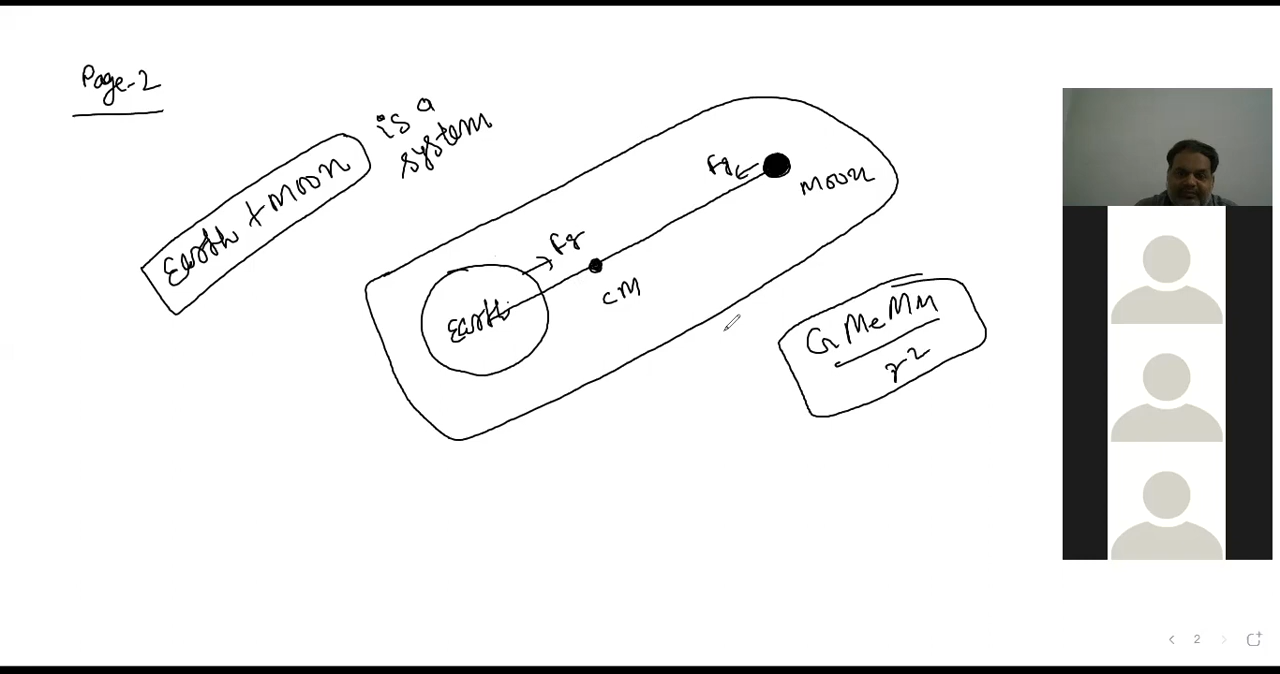 Page-2
Earth + Moon
is a
system
Fg
Moon
Fg
Earth
CM
G Me MM
r2
2